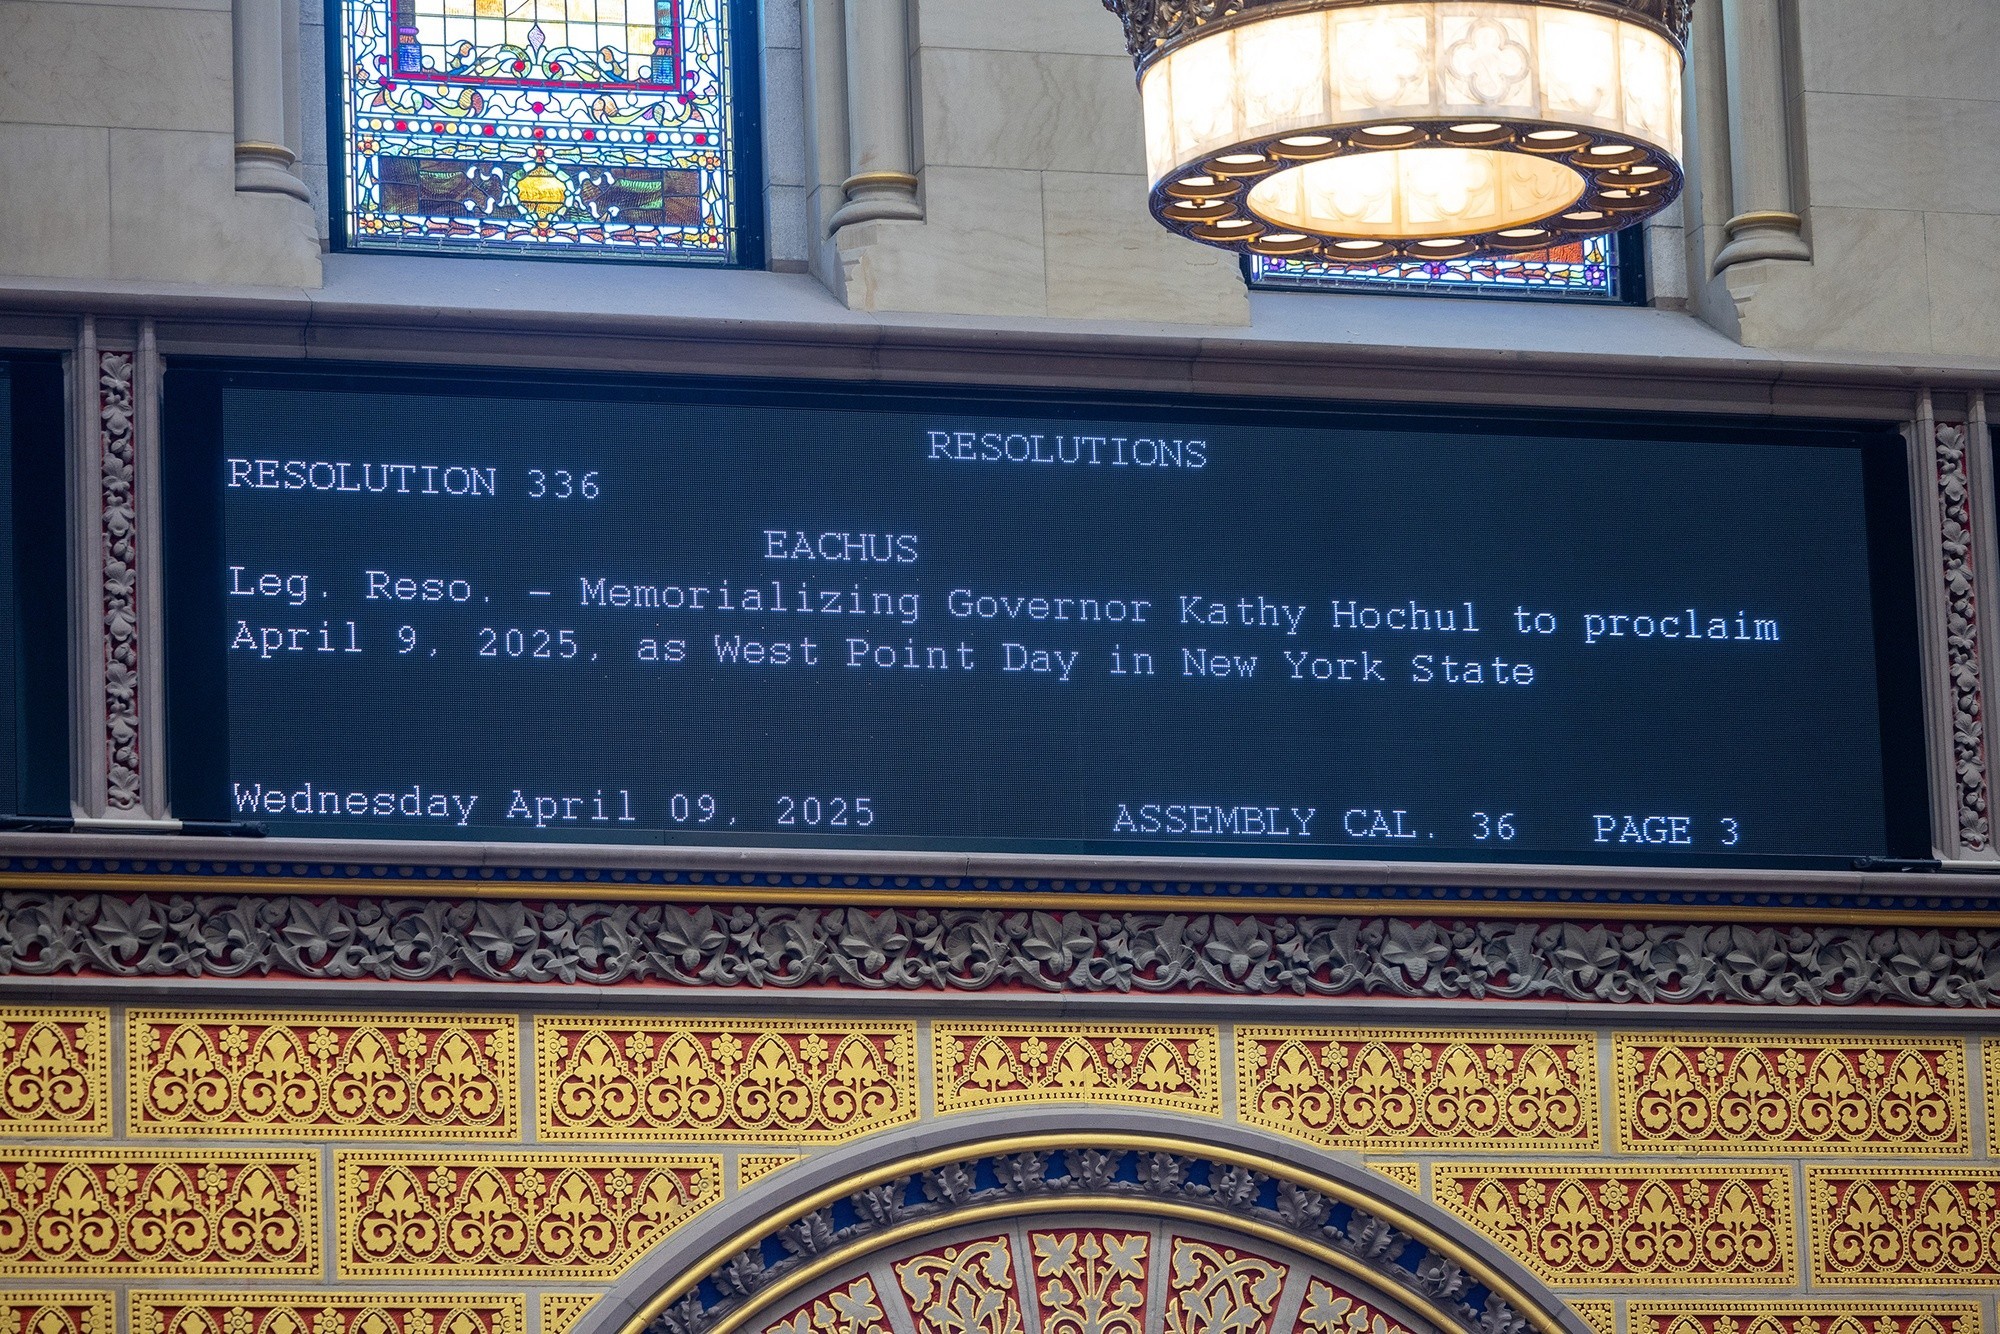 RESOLUTIONS
RESOLUTION 336
EACHUS
Leg. Reso. – Memorializing Governor Kathy Hochul to proclaim
April 9, 2025, as West Point Day in New York State
Wednesday April 09, 2025 ASSEMBLY CAL. 36 PAGE 3